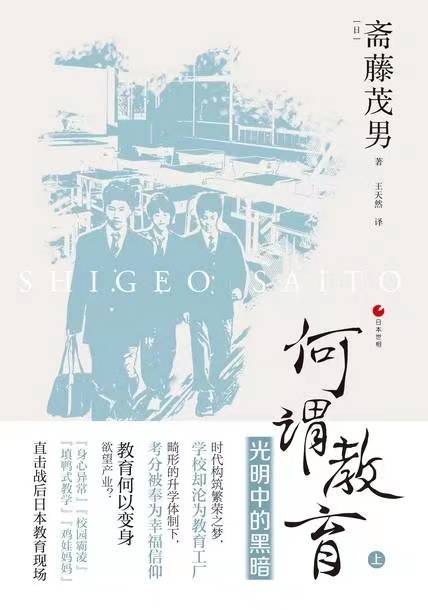 [日]
斋藤茂男
著
王天然 译
SHIGEO SAITO
日本世相
何谓教育
上
光明中的黑暗
时代构筑繁荣之梦，
学校却沦为教育工厂
畸形的升学体制下，
考分被奉为幸福信仰
教育何以变身
欲望产业？
『身心异常』『校园霸凌』
『填鸭式教学』『鸡娃妈妈』
直击战后日本教育现场